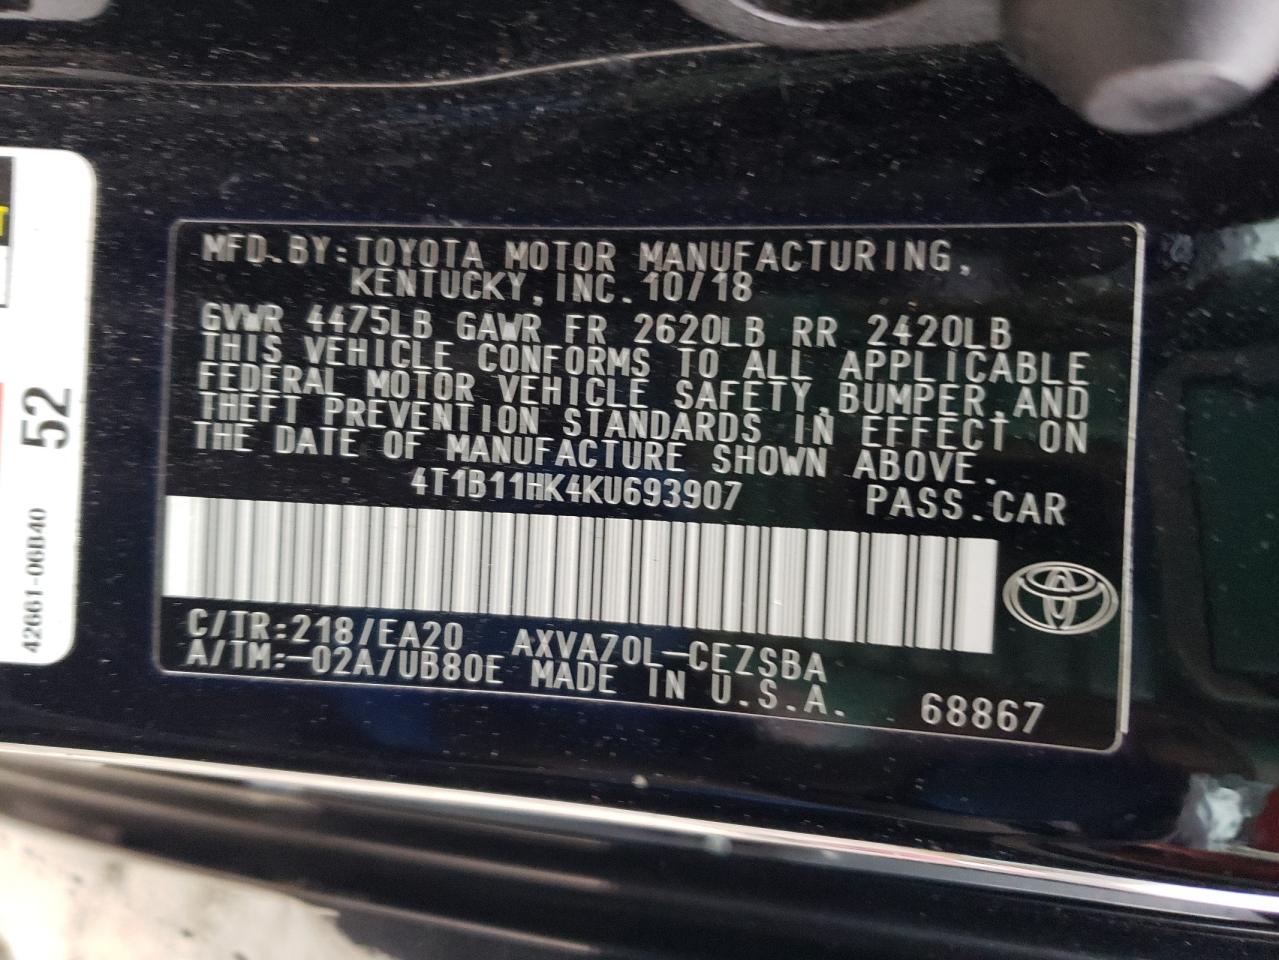 MFD. BY: TOYOTA MOTOR MANUFACTURING,
KENTUCKY, INC. 10/18
GVWR 4475LB GAWR FR 2620LB RR 2420LB
THIS VEHICLE CONFORMS TO ALL APPLICABLE
FEDERAL MOTOR VEHICLE SAFETY, BUMPER, AND
THEFT PREVENTION STANDARDS IN EFFECT ON
THE DATE OF MANUFACTURE SHOWN ABOVE.
4T1B11HK4KU693907 PASS.CAR
C/TR:218/EA20 AXVA70L-CEZSBA
A/TM:-02A/UB80E MADE IN U.S.A. 68867
52
42661-06B40